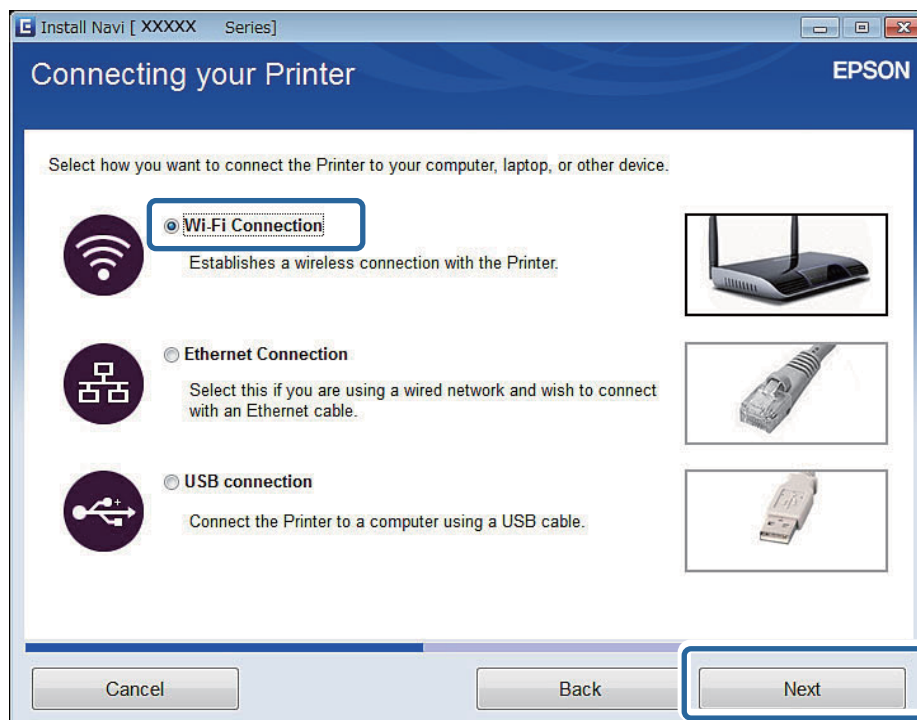 Install Navi [ XXXXX Series]
Connecting your Printer
EPSON
Select how you want to connect the Printer to your computer, laptop, or other device.
Wi-Fi Connection
Establishes a wireless connection with the Printer.
Ethernet Connection
Select this if you are using a wired network and wish to connect
with an Ethernet cable.
USB connection
Connect the Printer to a computer using a USB cable.
Cancel
Back
Next